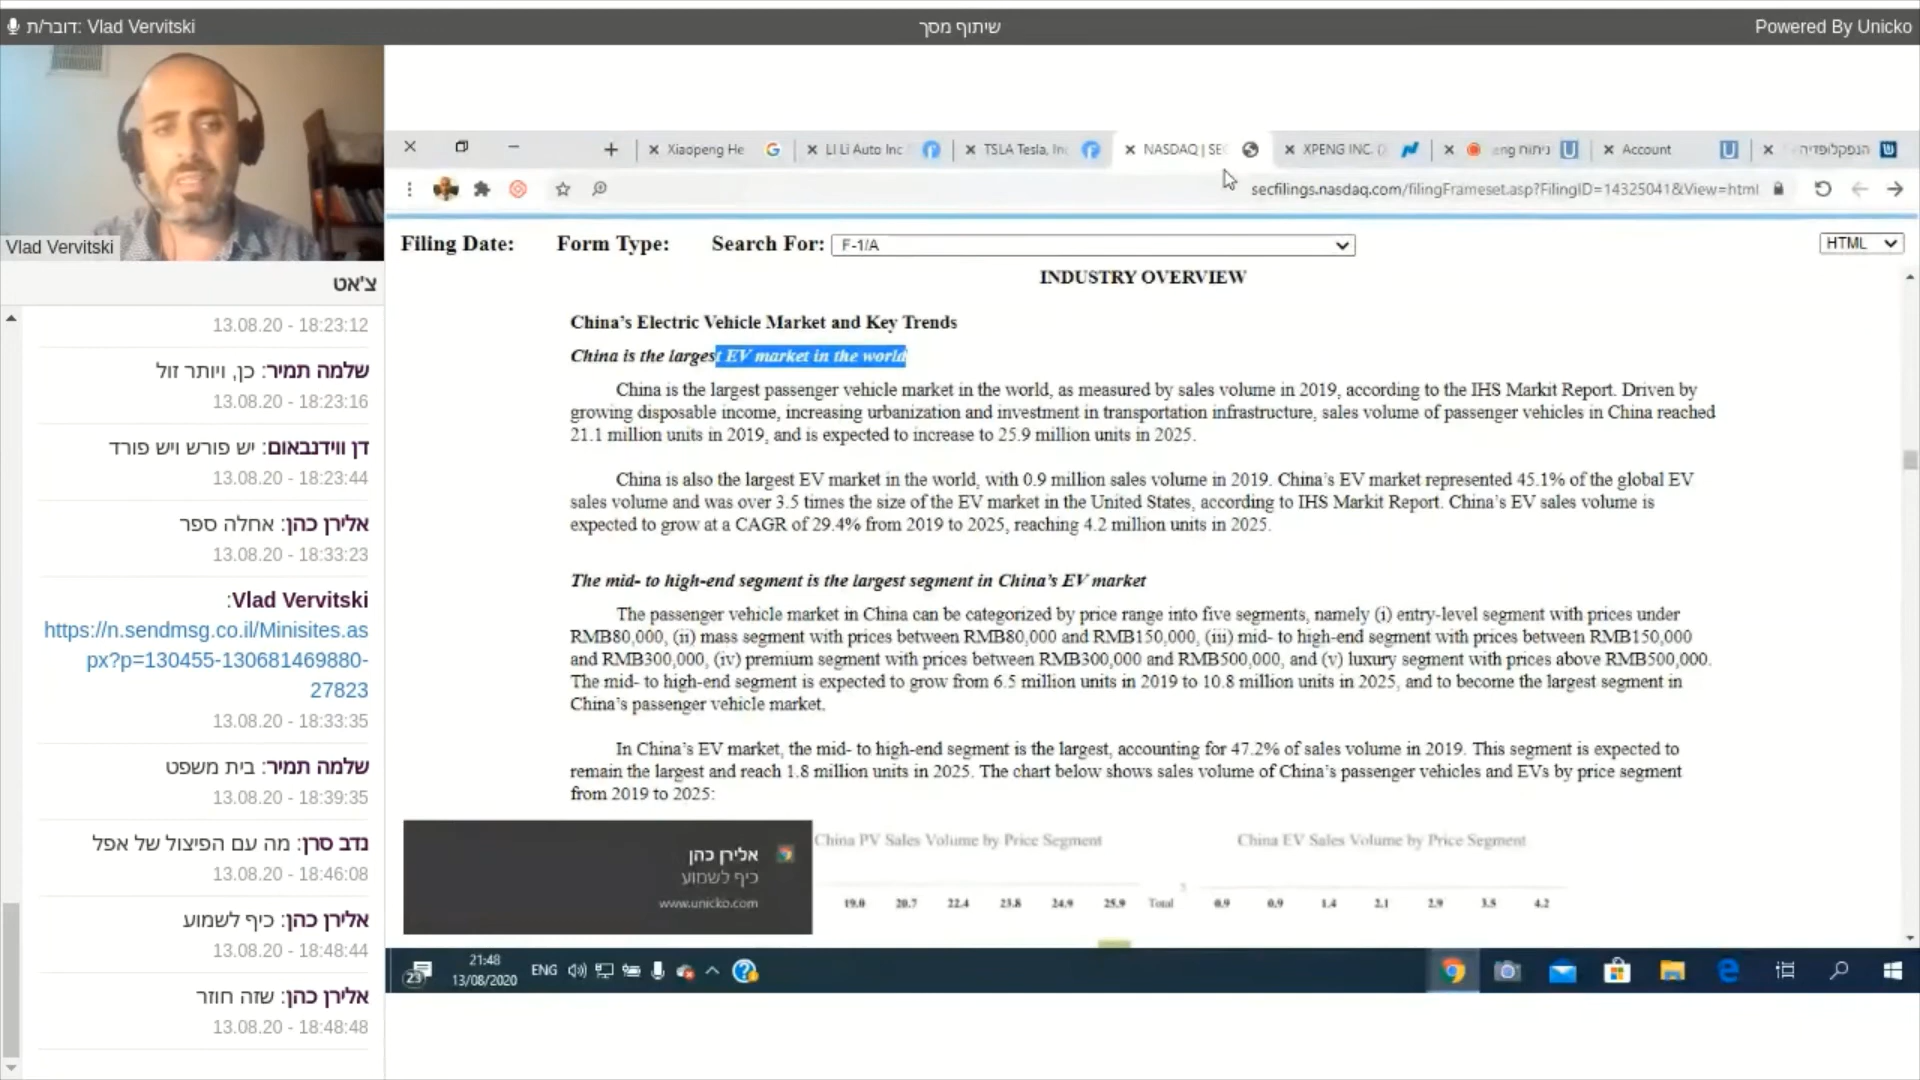 דובר/ת: Vlad Vervitski
שיתוף מסך
Powered By Unicko
Vlad Vervitski
צ'אט
13.08.20 - 18:23:12
שלמה תמיר: כן, ויותר זול
13.08.20 - 18:23:16
דן ווידנבאום: יש פורש ויש פורד
13.08.20 - 18:23:44
אלירן כהן: אחלה ספר
13.08.20 - 18:33:23
Vlad Vervitski:
https://n.sendmsg.co.il/Minisites.as
px?p=130455-130681469880-
27823
13.08.20 - 18:33:35
שלמה תמיר: בית משפט
13.08.20 - 18:39:35
נדב סרן: מה עם הפיצול של אפל
13.08.20 - 18:46:08
אלירן כהן: כיף לשמוע
13.08.20 - 18:48:44
אלירן כהן: שזה חוזר
13.08.20 - 18:48:48
Xiaopeng He
LI Li Auto Inc
TSLA Tesla, Inc
NASDAQ | SEC
XPENG INC. (
ניתוח
Account
הנפקלופדיה
secfilings.nasdaq.com/filingFrameset.asp?FilingID=14325041&View=html
Filing Date: Form Type: Search For: F-1/A HTML
INDUSTRY OVERVIEW
China’s Electric Vehicle Market and Key Trends
China is the largest EV market in the world
China is the largest passenger vehicle market in the world, as measured by sales volume in 2019, according to the IHS Markit Report. Driven by
growing disposable income, increasing urbanization and investment in transportation infrastructure, sales volume of passenger vehicles in China reached
21.1 million units in 2019, and is expected to increase to 25.9 million units in 2025.
China is also the largest EV market in the world, with 0.9 million sales volume in 2019. China’s EV market represented 45.1% of the global EV
sales volume and was over 3.5 times the size of the EV market in the United States, according to IHS Markit Report. China’s EV sales volume is
expected to grow at a CAGR of 29.4% from 2019 to 2025, reaching 4.2 million units in 2025.
The mid- to high-end segment is the largest segment in China’s EV market
The passenger vehicle market in China can be categorized by price range into five segments, namely (i) entry-level segment with prices under
RMB80,000, (ii) mass segment with prices between RMB80,000 and RMB150,000, (iii) mid- to high-end segment with prices between RMB150,000
and RMB300,000, (iv) premium segment with prices between RMB300,000 and RMB500,000, and (v) luxury segment with prices above RMB500,000.
The mid- to high-end segment is expected to grow from 6.5 million units in 2019 to 10.8 million units in 2025, and to become the largest segment in
China’s passenger vehicle market.
In China’s EV market, the mid- to high-end segment is the largest, accounting for 47.2% of sales volume in 2019. This segment is expected to
remain the largest and reach 1.8 million units in 2025. The chart below shows sales volume of China’s passenger vehicles and EVs by price segment
from 2019 to 2025:
China PV Sales Volume by Price Segment
China EV Sales Volume by Price Segment
19.0 20.7 22.4 23.8 24.9 25.9 Total 0.9 0.9 1.4 2.1 2.9 3.5 4.2
אלירן כהן
כיף לשמוע
www.unicko.com
23
21:48
13/08/2020
ENG